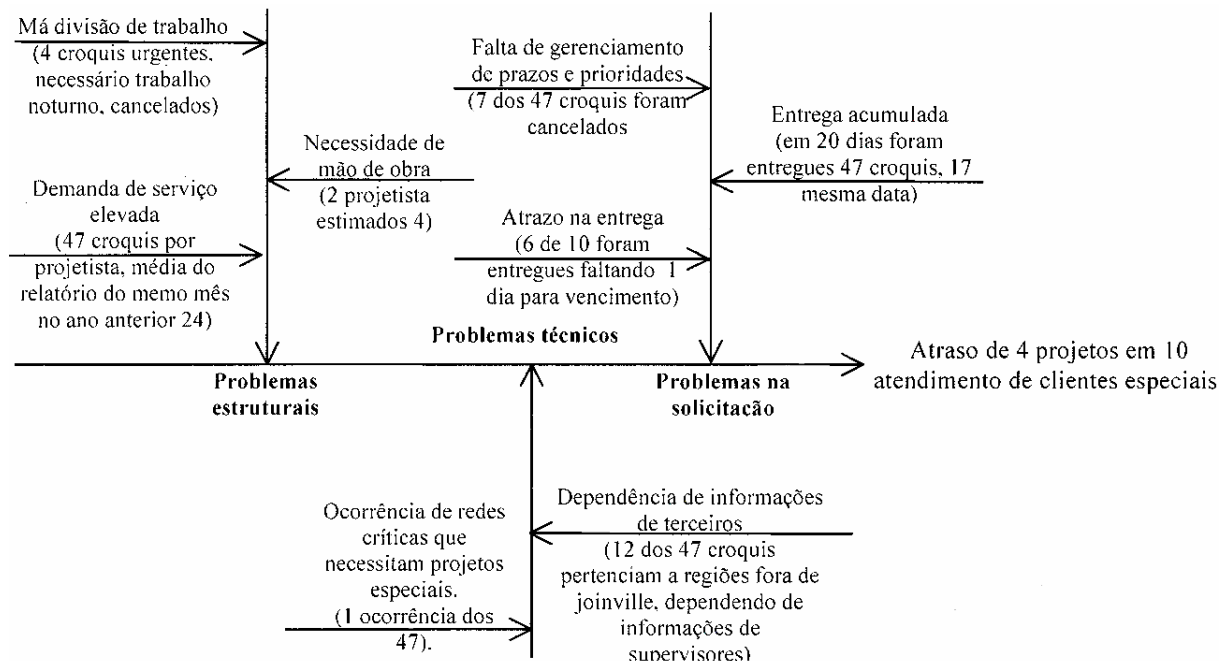 Má divisão de trabalho
(4 croquis urgentes,
necessário trabalho
noturno, cancelados)
Necessidade de
mão de obra
(2 projetista
estimados 4)
Demanda de serviço
elevada
(47 croquis por
projetista, média do
relatório do memo mês
no ano anterior 24)
Falta de gerenciamento
de prazos e prioridades
(7 dos 47 croquis foram
cancelados
Entrega acumulada
(em 20 dias foram
entregues 47 croquis, 17
mesma data)
Atrazo na entrega
(6 de 10 foram
entregues faltando 1
dia para vencimento)
Problemas técnicos
Problemas
estruturais
Problemas na
solicitação
Atraso de 4 projetos em 10
atendimento de clientes especiais
Ocorrência de redes
críticas que
necessitam projetos
especiais.
(1 ocorrência dos
47).
Dependência de informações
de terceiros
(12 dos 47 croquis
pertenciam a regiões fora de
joinville, dependendo de
informações de
supervisores)